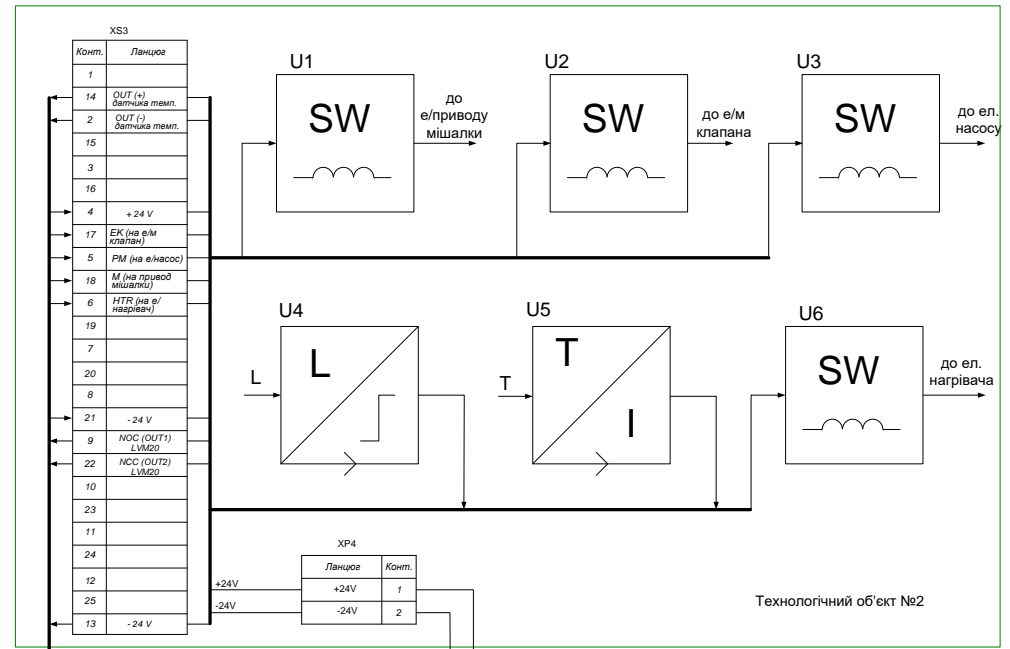 XS3
Конт. Ланцюг
1
14 OUT (+)
датчика темп.
2 OUT (-)
датчика темп.
15
3
16
4 + 24 V
17 EK (на е/м
клапан)
5 PM (на е/насос)
18 M (на привод
мішалки)
6 HTR (на е/
нагрівач)
19
7
20
8
21 - 24 V
9 NOC (OUT1)
LVM20
22 NCC (OUT2)
LVM20
10
23
11
24
12
25
13 - 24 V
U1
SW
до
е/приводу
мішалки
U2
SW
до е/м
клапана
U3
SW
до ел.
насосу
U4
L
L
U5
T
T
I
U6
SW
до ел.
нагрівача
XP4
Ланцюг Конт.
+24V +24V 1
-24V -24V 2
Технологічний об'єкт №2